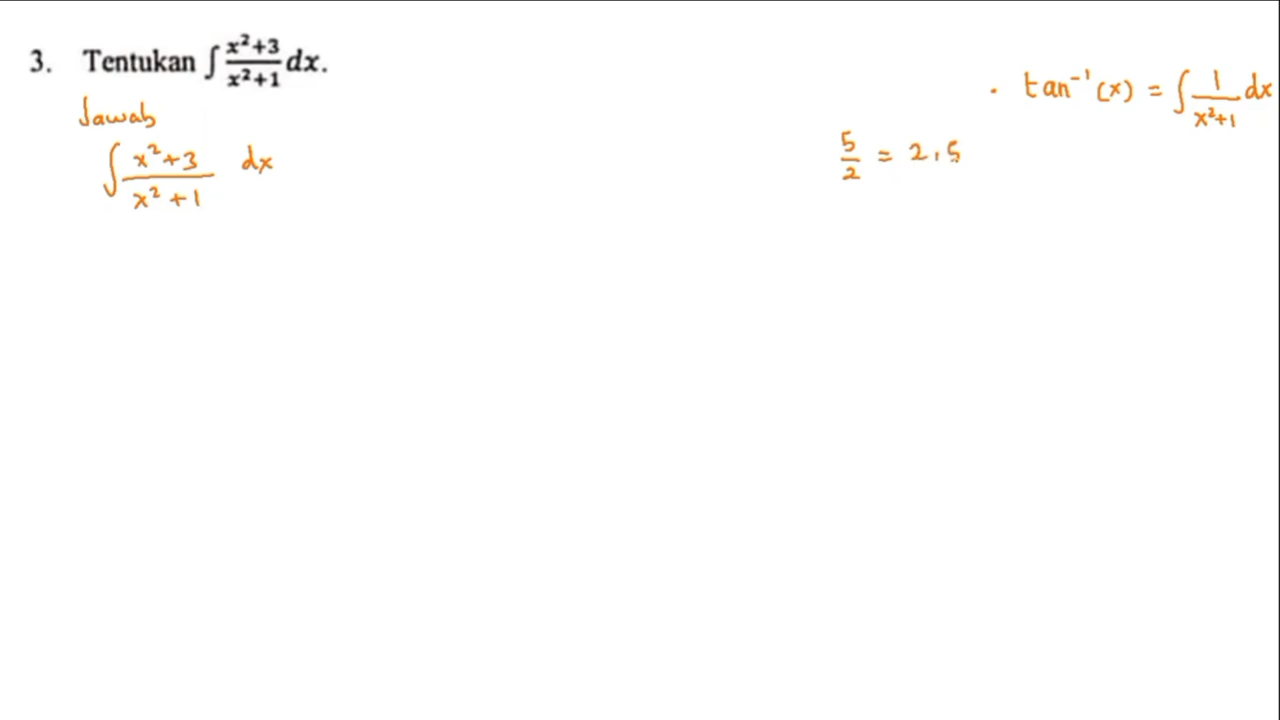 3. Tentukan ∫ (x²+3)/(x²+1) dx.
Jawab
∫ (x²+3)/(x²+1) dx
· tan⁻¹(x) = ∫ 1/(x²+1) dx
5/2 = 2,5